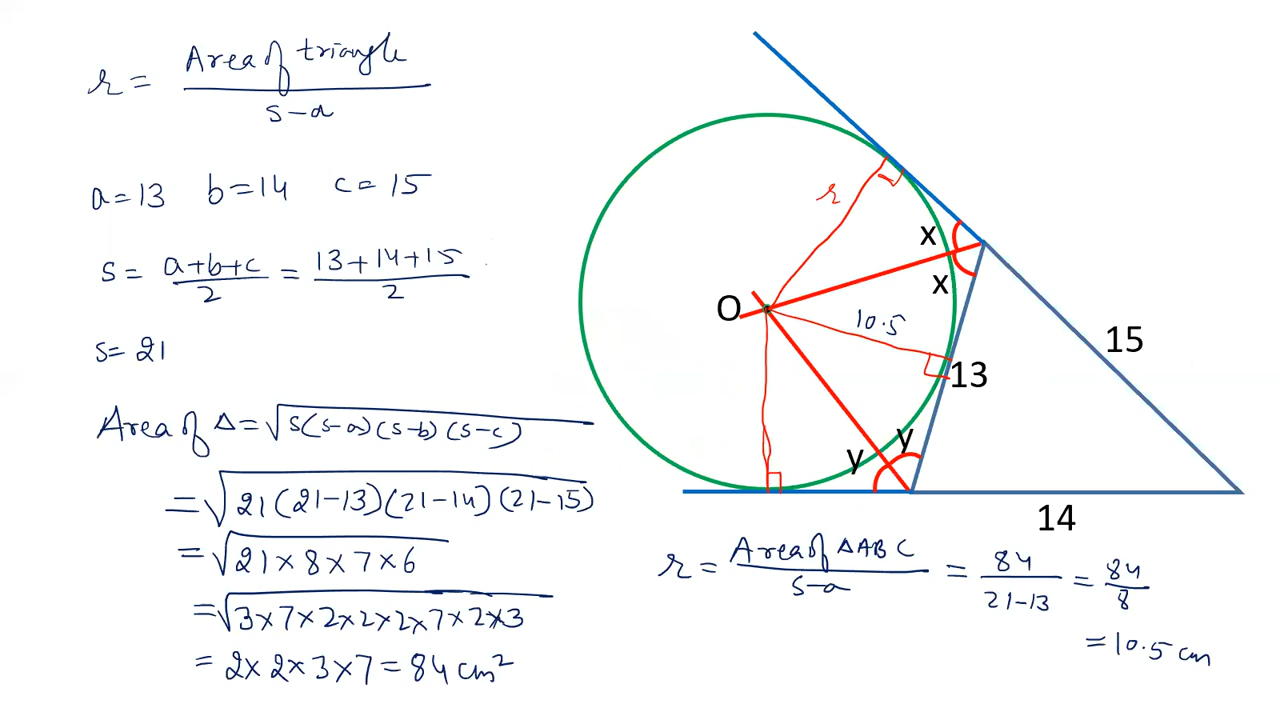 r = Area of triangle / s-a
a=13 b=14 c=15
s = a+b+c / 2 = 13+14+15 / 2
s= 21
Area of Δ= √s(s-a)(s-b)(s-c)
= √21(21-13)(21-14)(21-15)
= √21×8×7×6
= √3×7×2×2×2×7×2×3
= 2×2×3×7=84 cm²
r
x
x
O
10.5
13
15
y
y
14
r = Area of ΔABC / s-a = 84 / 21-13 = 84 / 8
= 10.5 cm